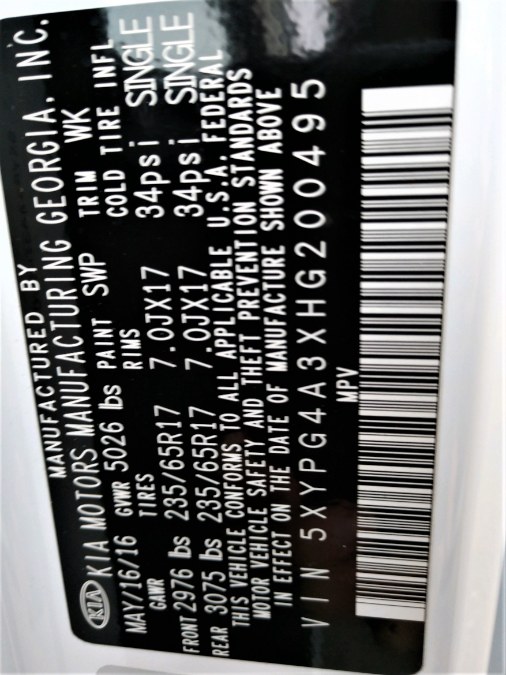 MANUFACTURED BY
KIA KIA MOTORS MANUFACTURING GEORGIA, INC.
MAY/16/16 GVWR 5026 lbs PAINT SWP TRIM WK
GAWR TIRES RIMS COLD TIRE INFL
FRONT 2976 lbs 235/65R17 7.0JX17 34psi SINGLE
REAR 3075 lbs 235/65R17 7.0JX17 34psi SINGLE
THIS VEHICLE CONFORMS TO ALL APPLICABLE U.S.A. FEDERAL
MOTOR VEHICLE SAFETY AND THEFT PREVENTION STANDARDS
IN EFFECT ON THE DATE OF MANUFACTURE SHOWN ABOVE
VIN 5XYPG4A3XHG200495
MPV